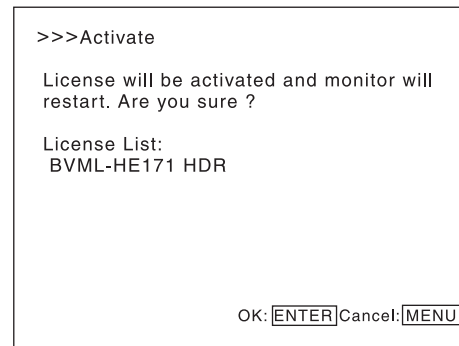 >>>Activate
License will be activated and monitor will
restart. Are you sure ?
License List:
BVML-HE171 HDR
OK: ENTER Cancel: MENU